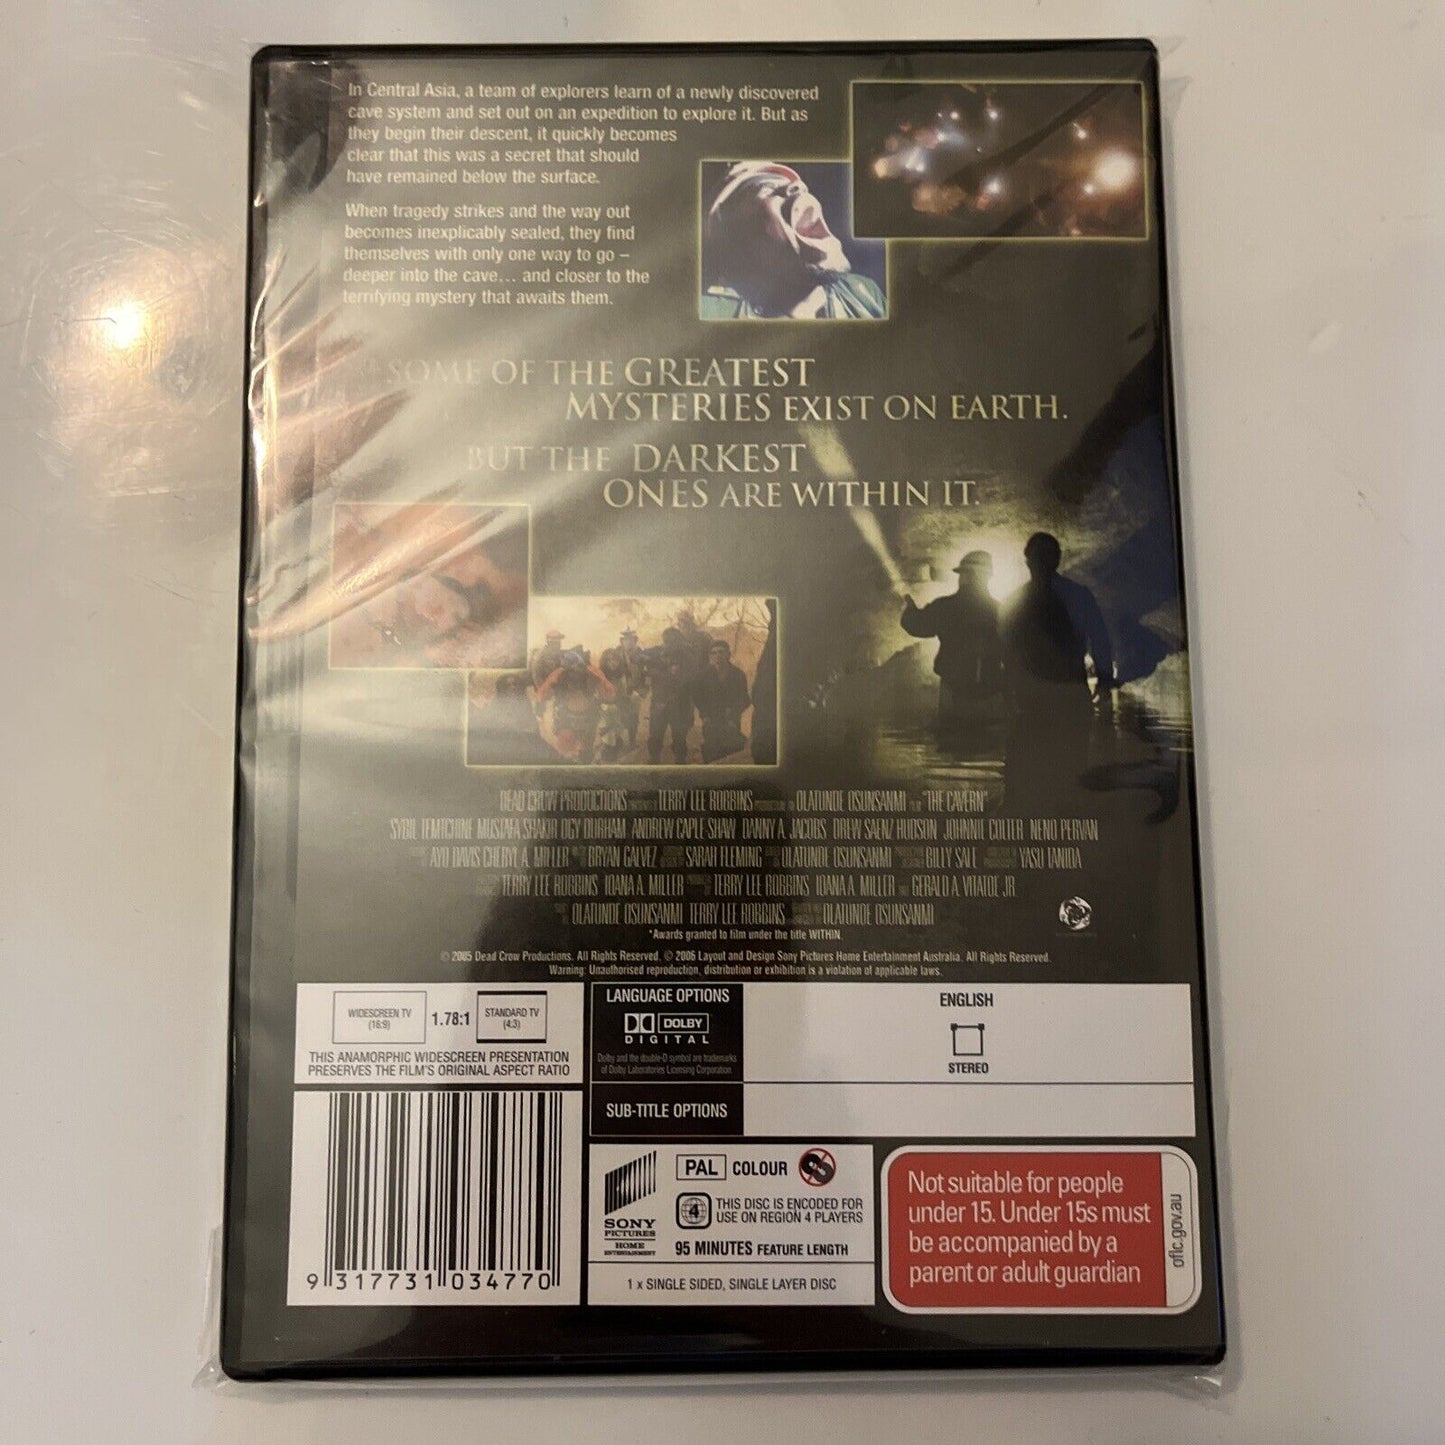 In Central Asia, a team of explorers learn of a newly discovered
cave system and set out on an expedition to explore it. But as
they begin their descent, it quickly becomes
clear that this was a secret that should
have remained below the surface.
When tragedy strikes and the way out
becomes inexplicably sealed, they find
themselves with only one way to go –
deeper into the cave… and closer to the
terrifying mystery that awaits them.
SOME OF THE GREATEST
MYSTERIES EXIST ON EARTH.
BUT THE DARKEST
ONES ARE WITHIN IT.
DEAD CROW PRODUCTIONS TERRY LEE ROBBINS OLATUNDE OSUNSANMI "THE CAVERN"
SYBIL TEMTCHINE MUSTAFA SHAKIR OGY DURHAM ANDREW CAPLE-SHAW DANNY A. JACOBS DREW SAENZ HUDSON JOHNNIE COLTER NENO PERVAN
AYO DAVIS CHERYL A. MILLER BRYAN GALVEZ SARAH FLEMING OLATUNDE OSUNSANMI BILLY SALE YASU TANIDA
TERRY LEE ROBBINS IOANA A. MILLER TERRY LEE ROBBINS IOANA A. MILLER AND GERALD A. VITATOE JR
OLATUNDE OSUNSANMI TERRY LEE ROBBINS OLATUNDE OSUNSANMI
*Awards granted to film under the title WITHIN.
© 2005 Dead Crow Productions. All Rights Reserved. © 2006 Layout and Design Sony Pictures Home Entertainment Australia. All Rights Reserved.
Warning: Unauthorised reproduction, distribution or exhibition is a violation of applicable laws.
WIDESCREEN TV
(16:9)
1.78:1
STANDARD TV
(4:3)
THIS ANAMORPHIC WIDESCREEN PRESENTATION
PRESERVES THE FILM'S ORIGINAL ASPECT RATIO
LANGUAGE OPTIONS
DOLBY
DIGITAL
Dolby and the double-D symbol are trademarks
of Dolby Laboratories Licensing Corporation
ENGLISH
STEREO
SUB-TITLE OPTIONS
9 317731 034770
SONY
PICTURES
HOME
ENTERTAINMENT
PAL COLOUR
4 THIS DISC IS ENCODED FOR
USE ON REGION 4 PLAYERS
95 MINUTES FEATURE LENGTH
1 x SINGLE SIDED, SINGLE LAYER DISC
Not suitable for people
under 15. Under 15s must
be accompanied by a
parent or adult guardian
oflc.gov.au